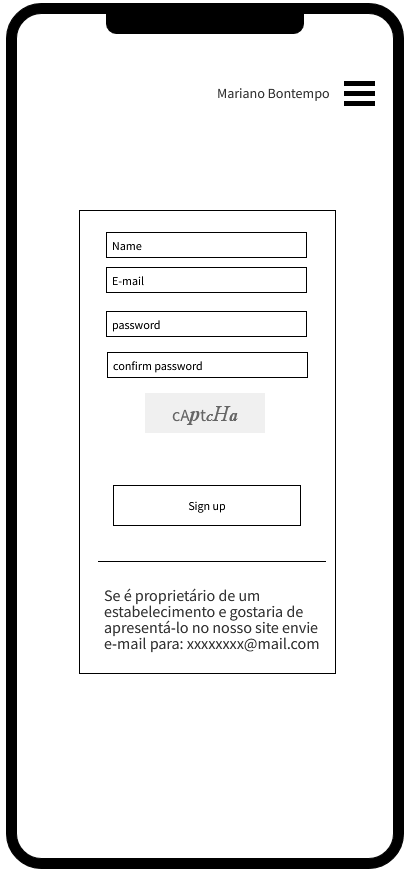 Mariano Bontempo
Name
E-mail
password
confirm password
cAptcHa
Sign up
Se é proprietário de um
estabelecimento e gostaria de
apresentá-lo no nosso site envie
e-mail para: xxxxxxxx@mail.com